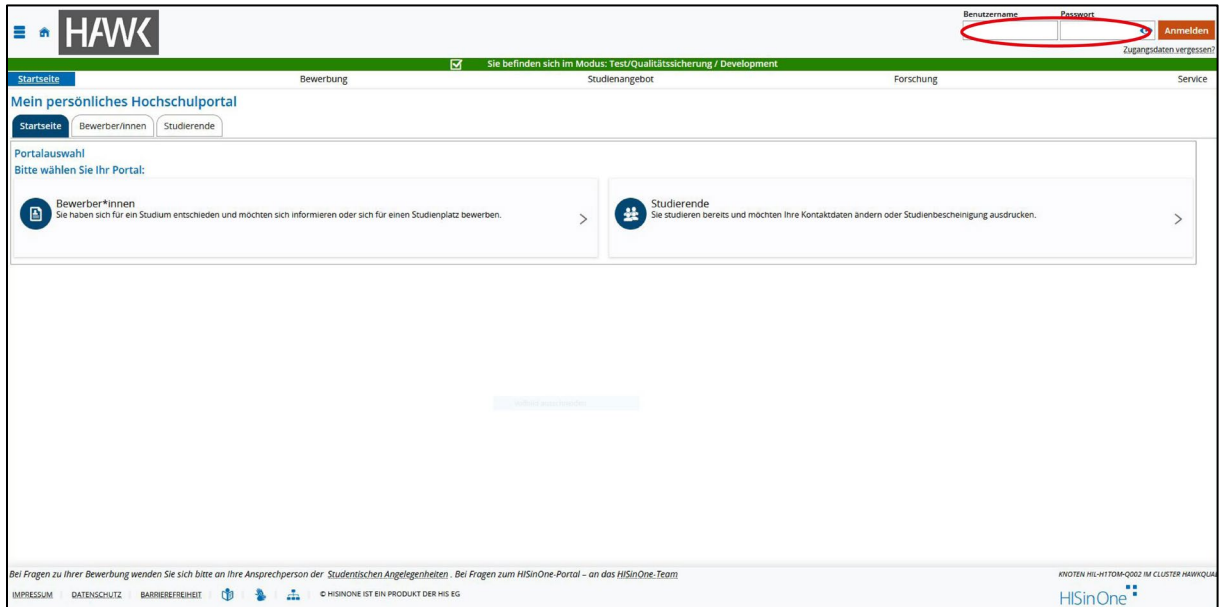 Benutzername Passwort
HAWK
Anmelden
Zugangsdaten vergessen?
Sie befinden sich im Modus: Test/Qualitätssicherung / Development
Startseite Bewerbung Studienangebot Forschung Service
Mein persönliches Hochschulportal
Startseite Bewerber/innen Studierende
Portalauswahl
Bitte wählen Sie Ihr Portal:
Bewerber*innen
Sie haben sich für ein Studium entschieden und möchten sich informieren oder sich für einen Studienplatz bewerben.
Studierende
Sie studieren bereits und möchten Ihre Kontaktdaten ändern oder Studienbescheinigung ausdrucken.
Bei Fragen zu Ihrer Bewerbung wenden Sie sich bitte an Ihre Ansprechperson der Studentischen Angelegenheiten . Bei Fragen zum HISinOne-Portal – an das HISinOne-Team
KNOTEN HIL-H1TOM-Q002 IM CLUSTER HAWKQUAL
IMPRESSUM DATENSCHUTZ BARRIEREFREIHEIT © HISINONE IST EIN PRODUKT DER HIS EG
HISinOne